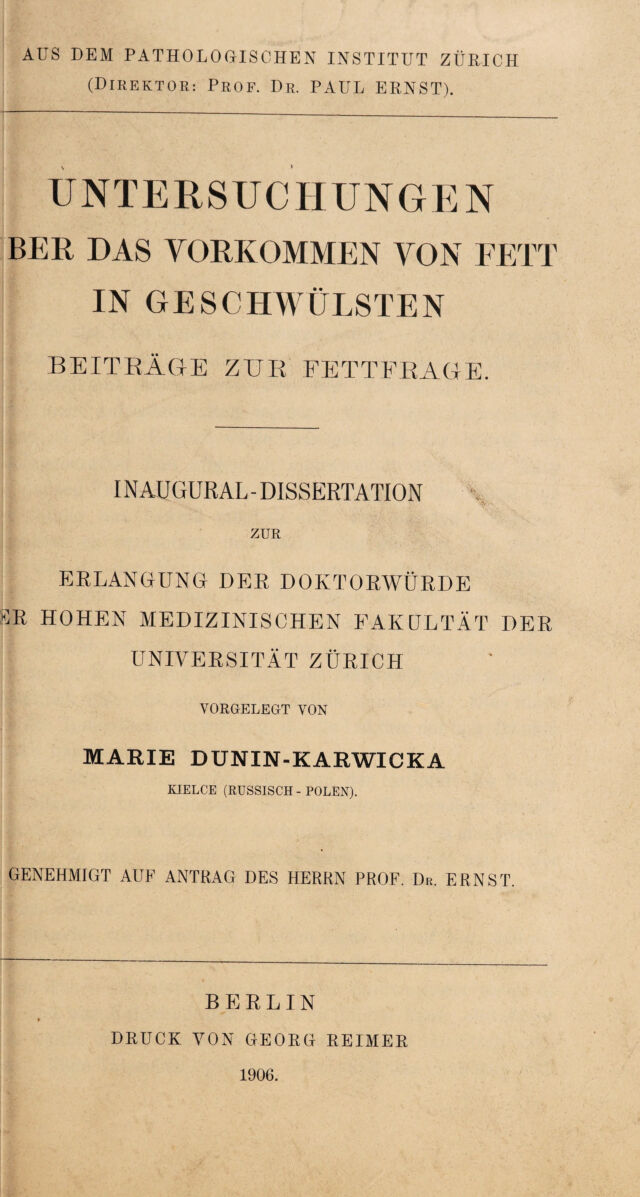 AUS DEM PATHOLOGISCHEN INSTITUT ZÜRICH
(DIREKTOR: PROF. DR. PAUL ERNST).
UNTERSUCHUNGEN
BER DAS VORKOMMEN VON FETT
IN GESCHWÜLSTEN
BEITRÄGE ZUR FETTFRAGE.
INAUGURAL-DISSERTATION
ZUR
ERLANGUNG DER DOKTORWÜRDE
ER HOHEN MEDIZINISCHEN FAKULTÄT DER
UNIVERSITÄT ZÜRICH
VORGELEGT VON
MARIE DUNIN-KARWICKA
KIELCE (RUSSISCH - POLEN).
GENEHMIGT AUF ANTRAG DES HERRN PROF. DR. ERNST.
BERLIN
DRUCK VON GEORG REIMER
1906.